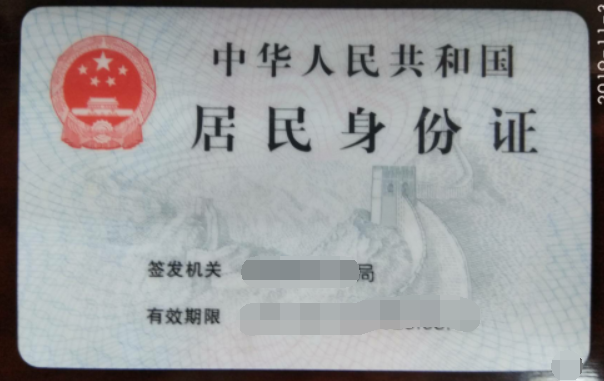 中华人民共和国
居民身份证
签发机关 局
有效期限